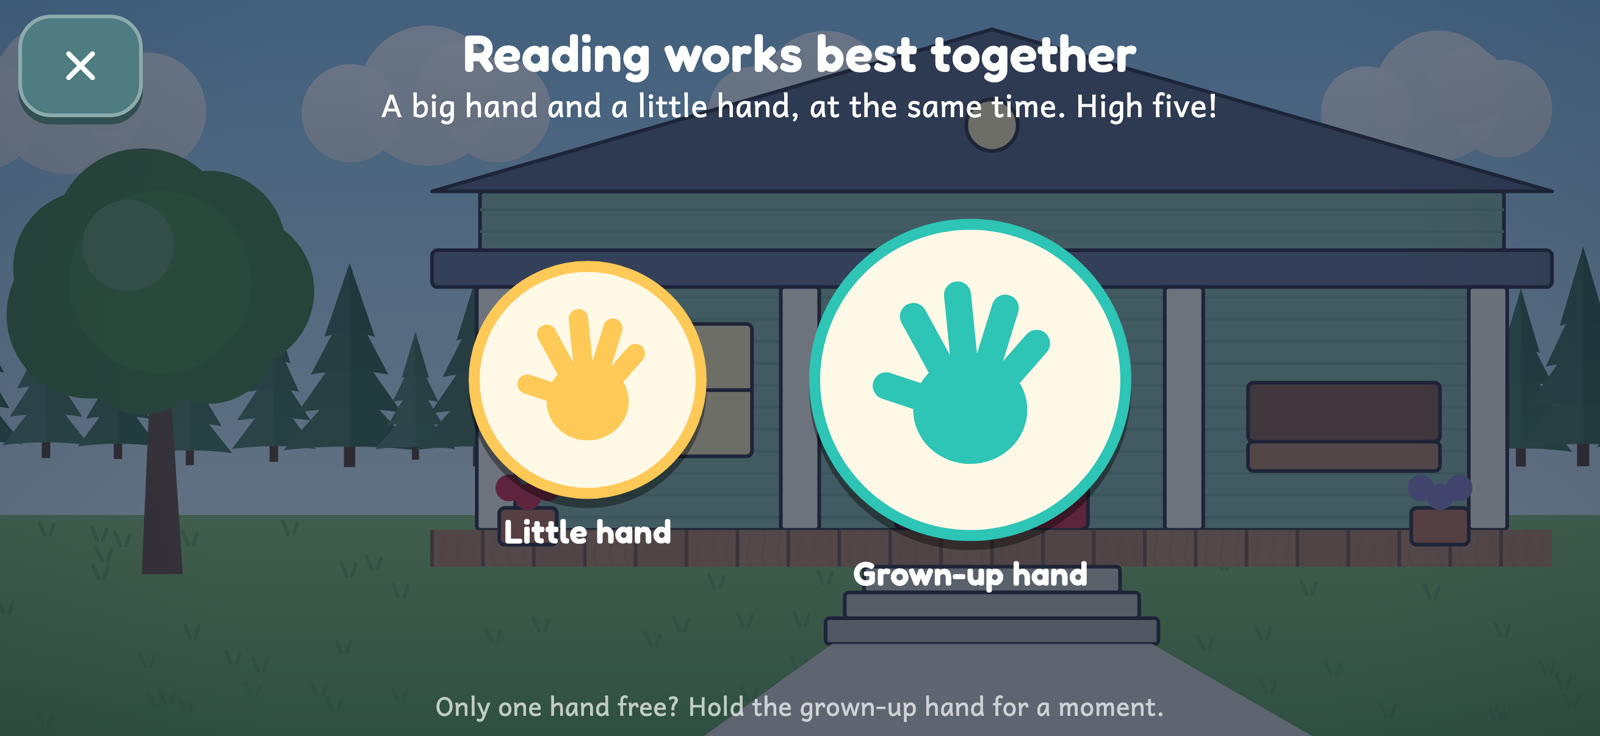 Reading works best together
A big hand and a little hand, at the same time. High five!
Little hand
Grown-up hand
Only one hand free? Hold the grown-up hand for a moment.